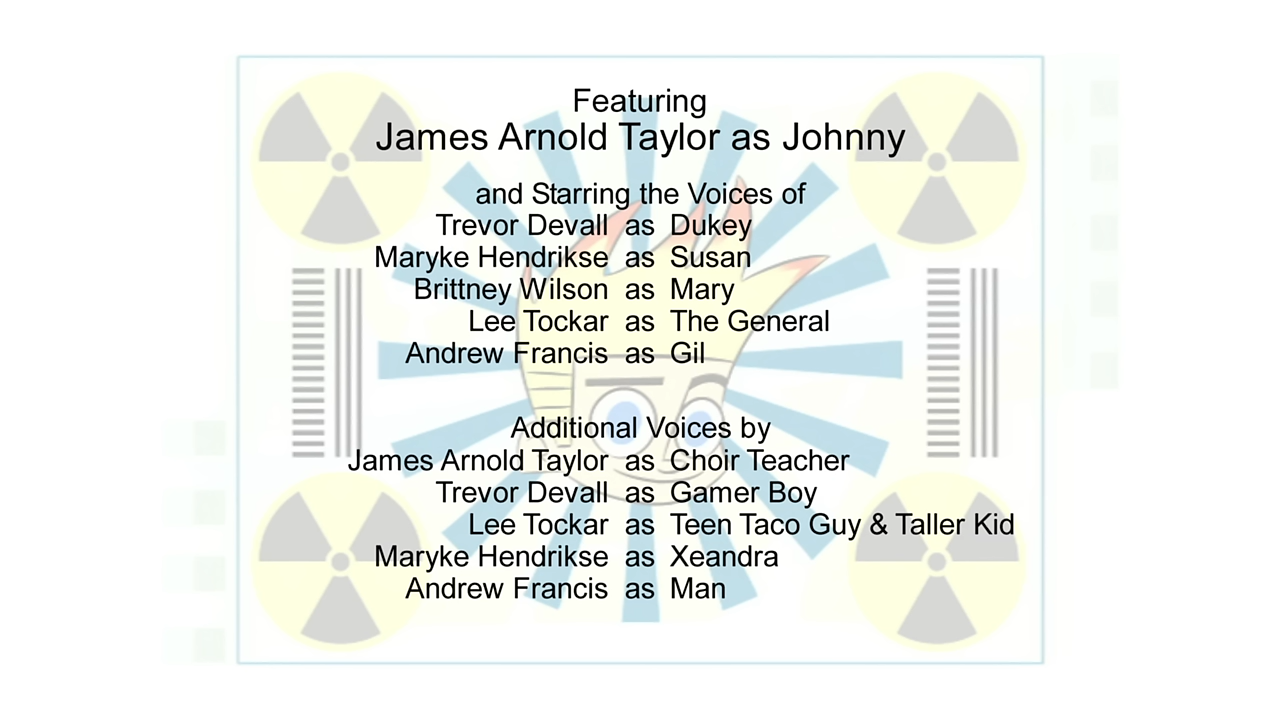 Featuring
James Arnold Taylor as Johnny
and Starring the Voices of
Trevor Devall as Dukey
Maryke Hendrikse as Susan
Brittney Wilson as Mary
Lee Tockar as The General
Andrew Francis as Gil
Additional Voices by
James Arnold Taylor as Choir Teacher
Trevor Devall as Gamer Boy
Lee Tockar as Teen Taco Guy & Taller Kid
Maryke Hendrikse as Xeandra
Andrew Francis as Man